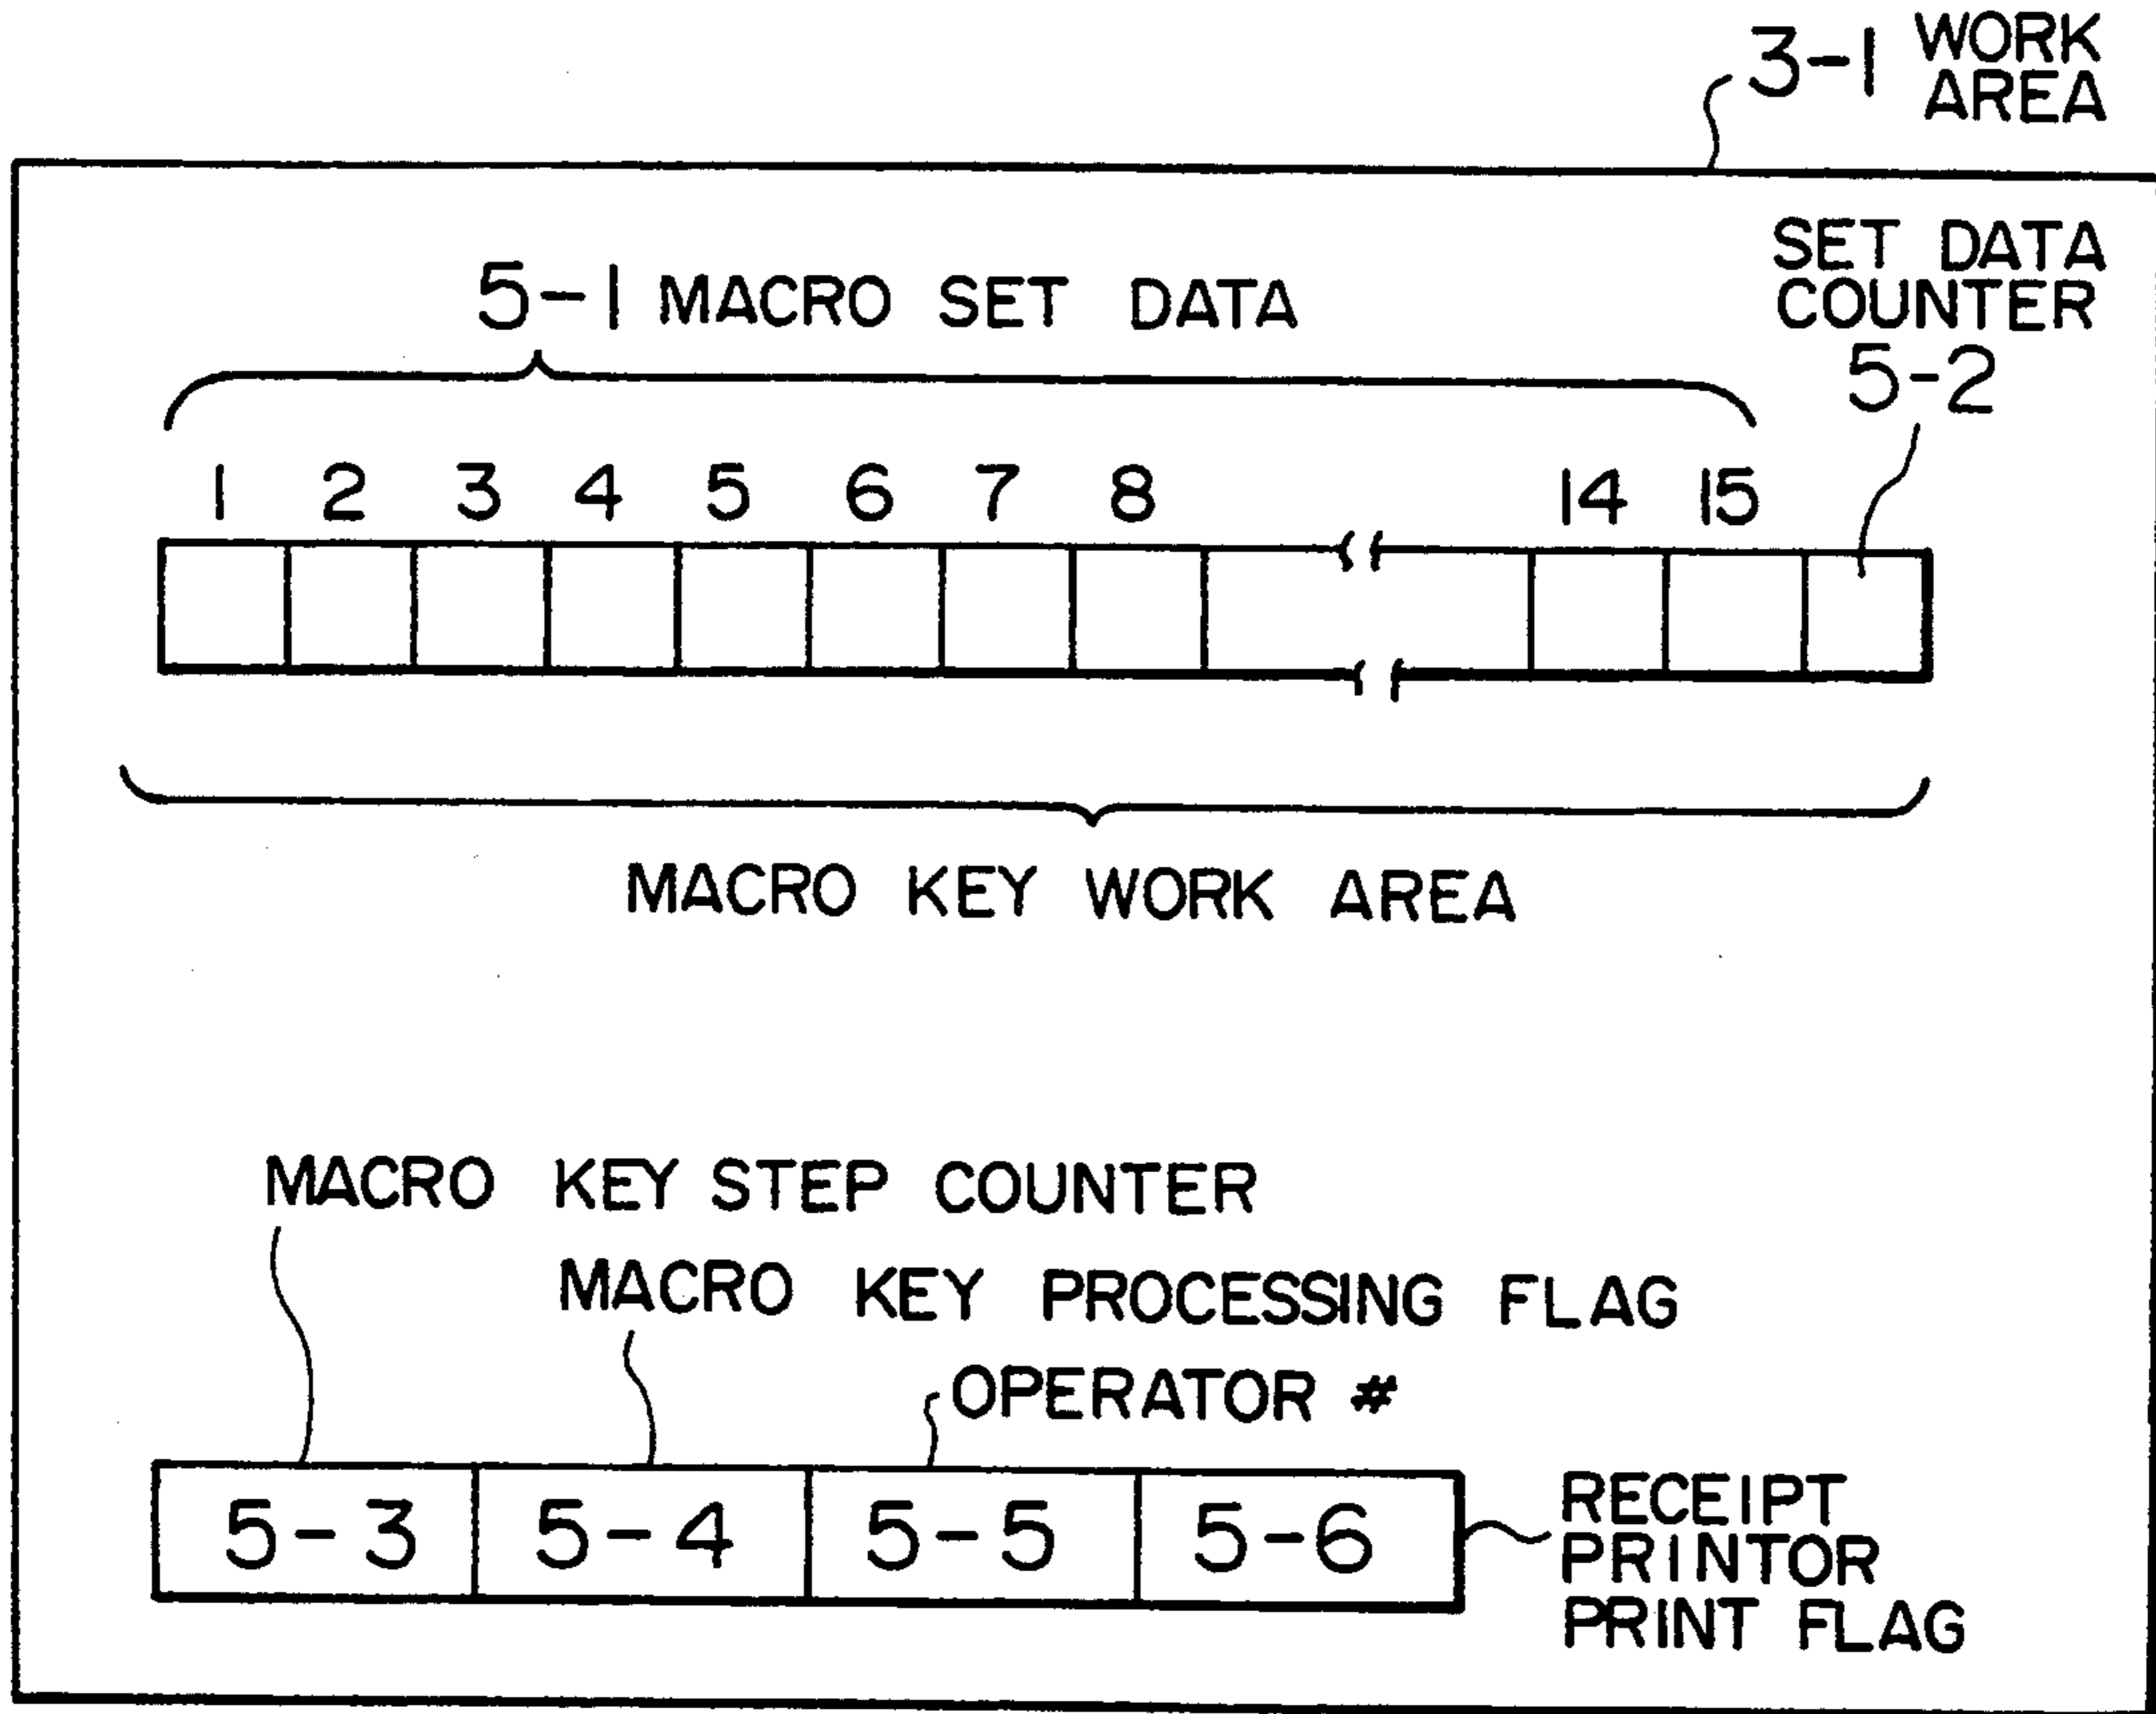 3-1 WORK
AREA
SET DATA
COUNTER
5-2
5-1 MACRO SET DATA
1 2 3 4 5 6 7 8 14 15
MACRO KEY WORK AREA
MACRO KEY STEP COUNTER
MACRO KEY PROCESSING FLAG
OPERATOR #
5-3 5-4 5-5 5-6
RECEIPT
PRINTOR
PRINT FLAG